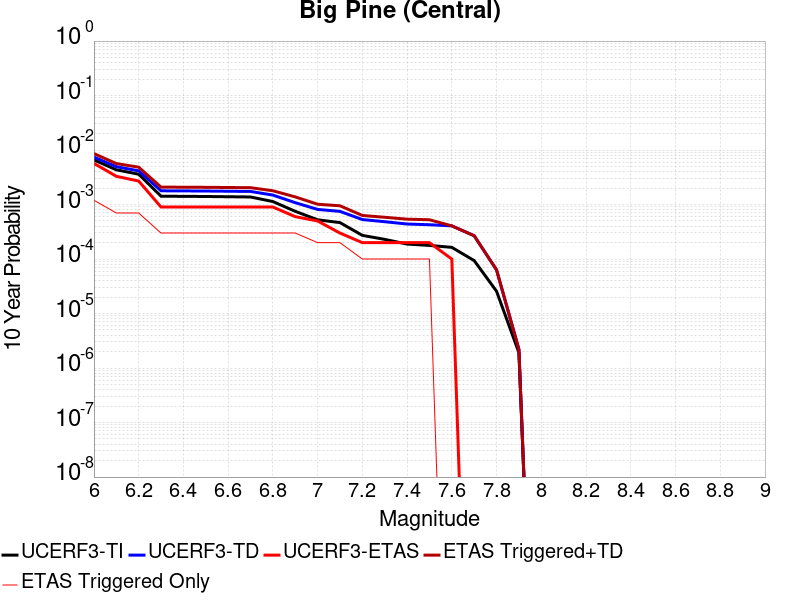 Big Pine (Central)
10 Year Probability
10^0
10^-1
10^-2
10^-3
10^-4
10^-5
10^-6
10^-7
10^-8
6 6.2 6.4 6.6 6.8 7 7.2 7.4 7.6 7.8 8 8.2 8.4 8.6 8.8 9
Magnitude
UCERF3-TI UCERF3-TD UCERF3-ETAS ETAS Triggered+TD
ETAS Triggered Only